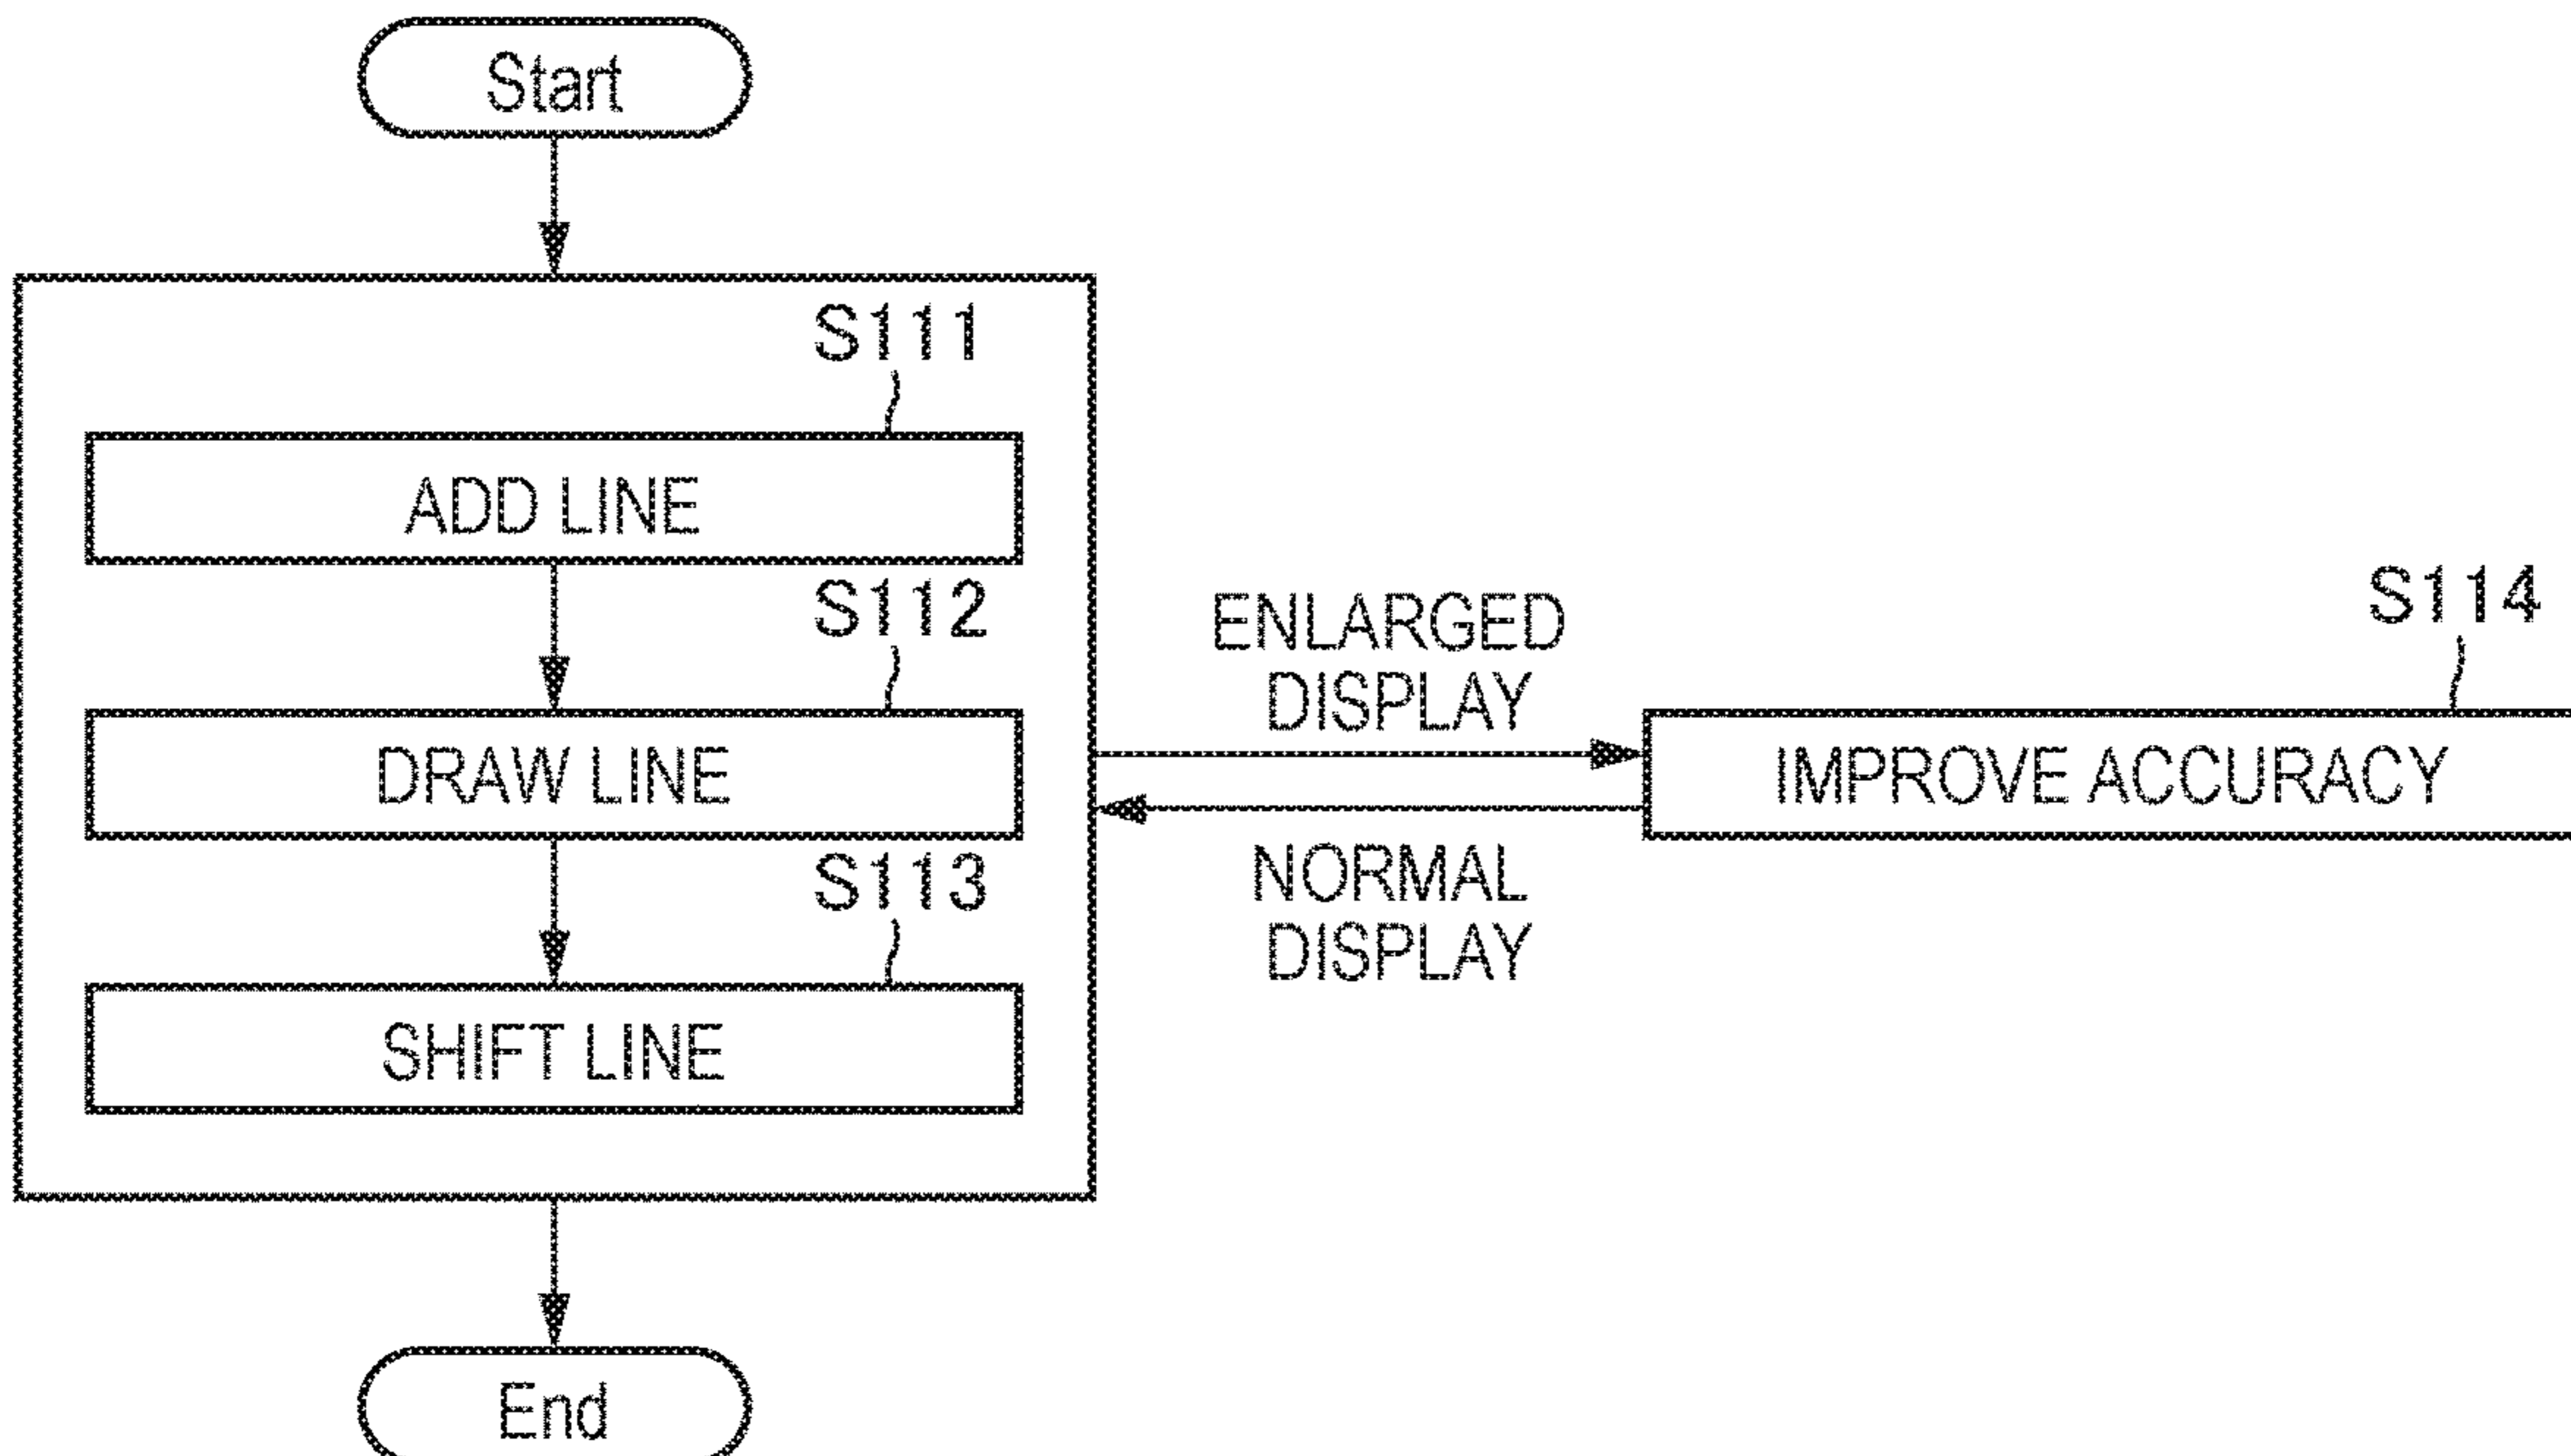 Start
S111
ADD LINE
S112
DRAW LINE
S113
SHIFT LINE
ENLARGED
DISPLAY
NORMAL
DISPLAY
S114
IMPROVE ACCURACY
End